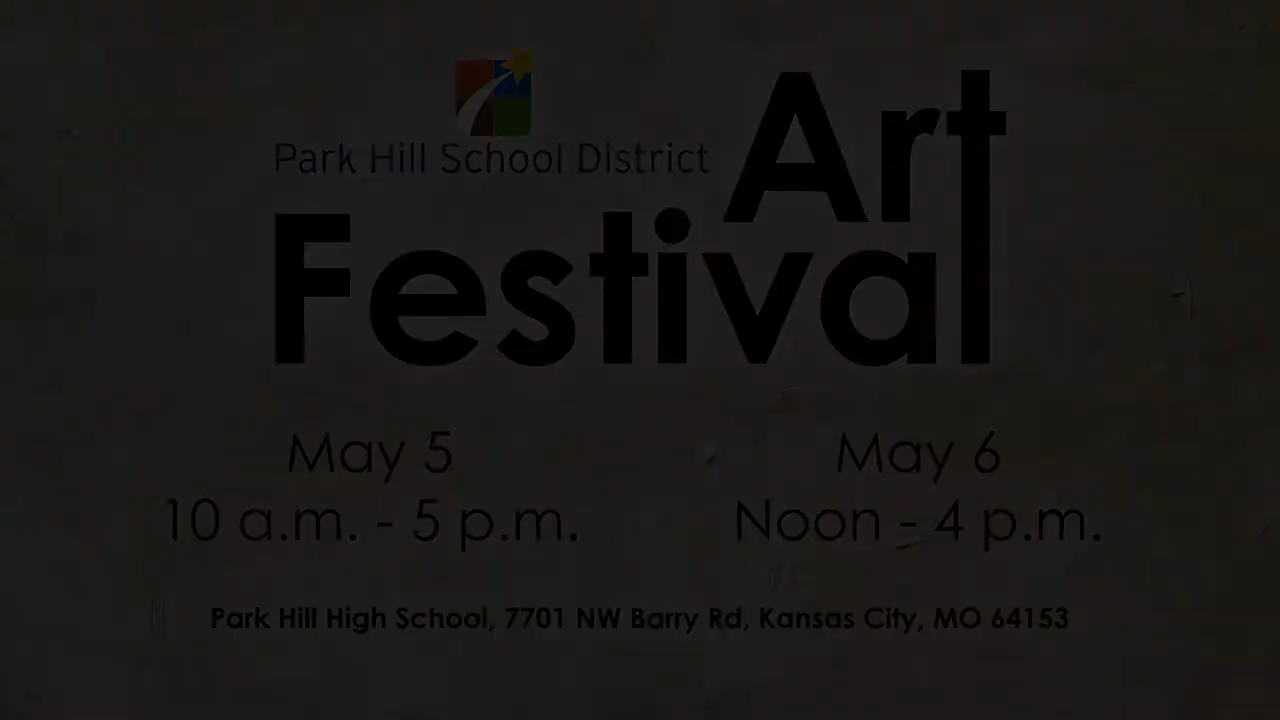 Park Hill School District
Art
Festival
May 5
10 a.m. - 5 p.m.
May 6
Noon - 4 p.m.
Park Hill High School, 7701 NW Barry Rd, Kansas City, MO 64153